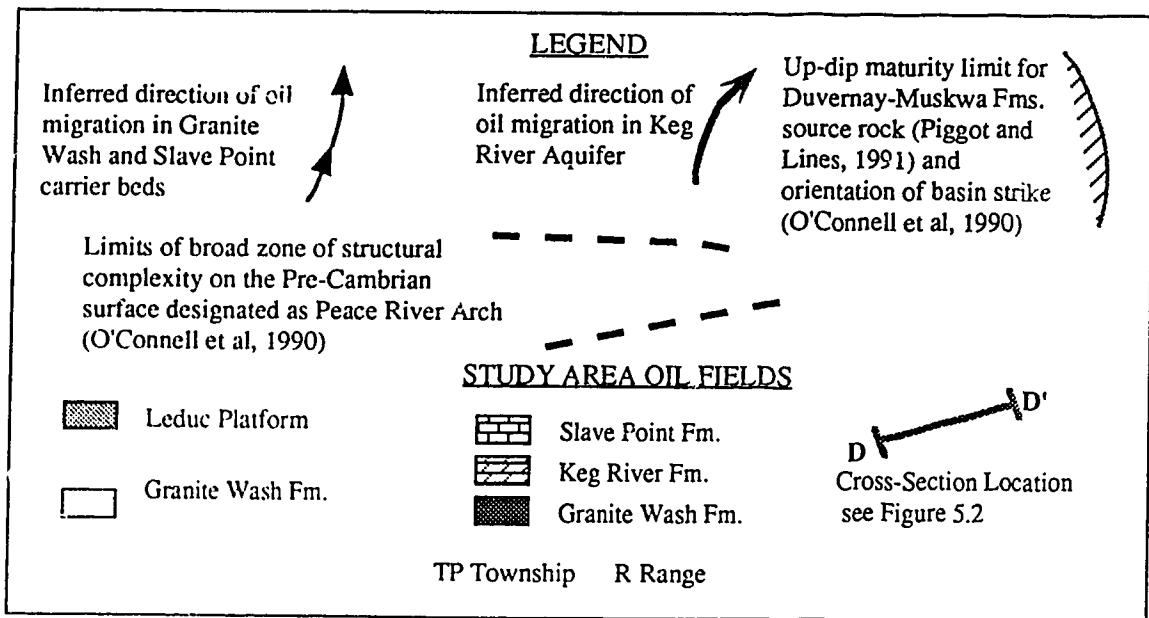 LEGEND
Inferred direction of oil
migration in Granite
Wash and Slave Point
carrier beds
Inferred direction of
oil migration in Keg
River Aquifer
Up-dip maturity limit for
Duvernay-Muskwa Fms.
source rock (Piggot and
Lines, 1991) and
orientation of basin strike
(O'Connell et al, 1990)
Limits of broad zone of structural
complexity on the Pre-Cambrian
surface designated as Peace River Arch
(O'Connell et al, 1990)
STUDY AREA OIL FIELDS
Leduc Platform
Granite Wash Fm.
Slave Point Fm.
Keg River Fm.
Granite Wash Fm.
D D'
Cross-Section Location
see Figure 5.2
TP Township R Range